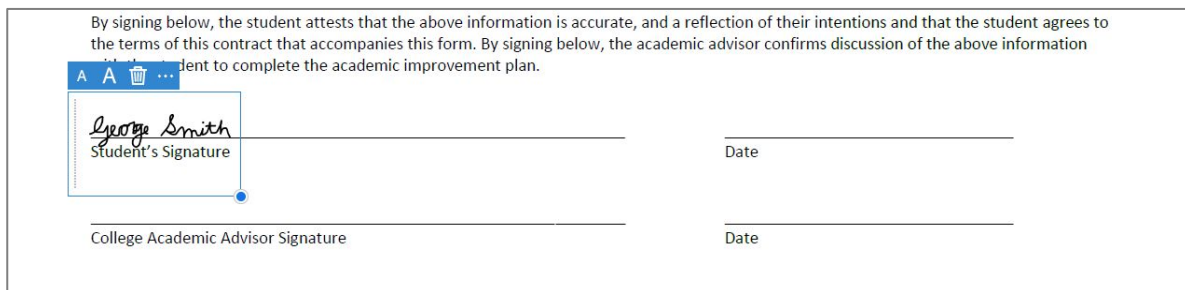 By signing below, the student attests that the above information is accurate, and a reflection of their intentions and that the student agrees to
the terms of this contract that accompanies this form. By signing below, the academic advisor confirms discussion of the above information
dent to complete the academic improvement plan.
A A ...
George Smith
Student's Signature Date
College Academic Advisor Signature Date